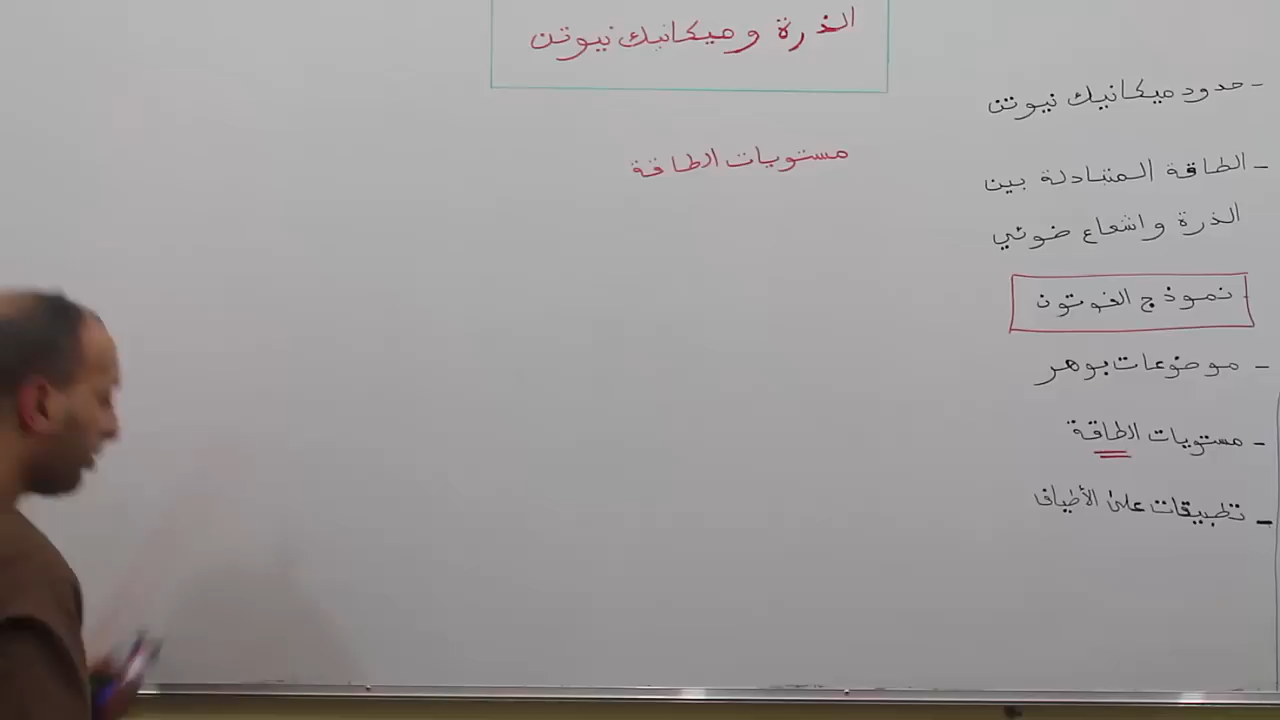 الذرة وميكانيك نيوتن
مستويات الطاقة
- حدود ميكانيك نيوتن
- الطاقة المتبادلة بين
الذرة واشعاع ضوئي
- نموذج الفوتون
- موضوعات بوهر
- مستويات الطاقة
- تطبيقات على الأطياف